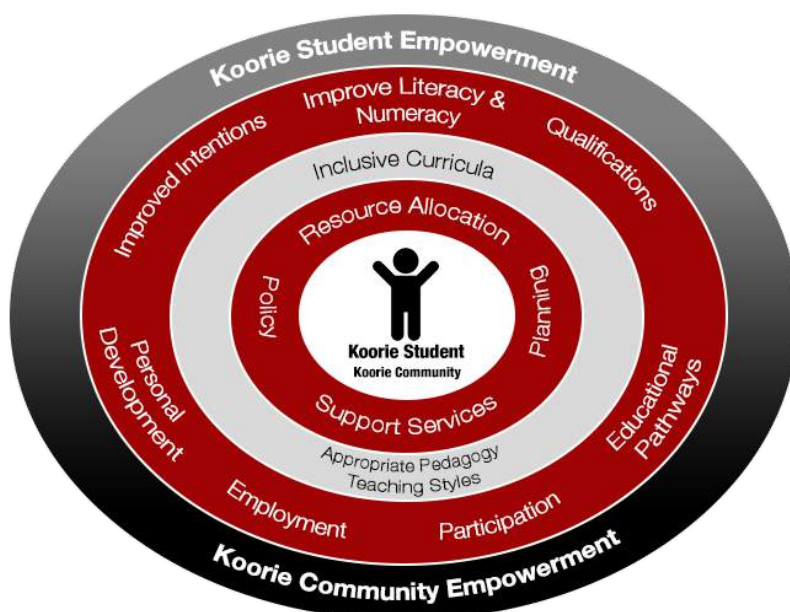 Koorie Student Empowerment
Improved Intentions
Improve Literacy &
Numeracy
Qualifications
Inclusive Curricula
Resource Allocation
Policy
Planning
Koorie Student
Koorie Community
Support Services
Appropriate Pedagogy
Teaching Styles
Personal
Development
Educational
Pathways
Employment
Participation
Koorie Community Empowerment